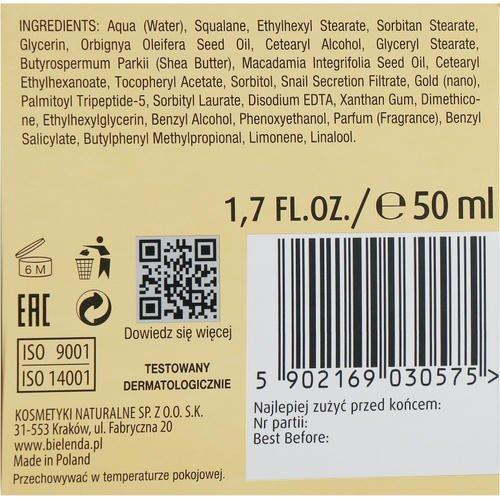 INGREDIENTS: Aqua (Water), Squalane, Ethylhexyl Stearate, Sorbitan Stearate,
Glycerin, Orbignya Oleifera Seed Oil, Cetearyl Alcohol, Glyceryl Stearate,
Butyrospermum Parkii (Shea Butter), Macadamia Integrifolia Seed Oil, Cetearyl
Ethylhexanoate, Tocopheryl Acetate, Sorbitol, Snail Secretion Filtrate, Gold (nano),
Palmitoyl Tripeptide-5, Sorbityl Laurate, Disodium EDTA, Xanthan Gum, Dimethico-
ne, Ethylhexylglycerin, Benzyl Alcohol, Phenoxyethanol, Parfum (Fragrance), Benzyl
Salicylate, Butylphenyl Methylpropional, Limonene, Linalool.
1,7 FL.OZ./℮ 50 ml
6 M
EAC
Dowiedz się więcej
ISO 9001
ISO 14001
TESTOWANY
DERMATOLOGICZNIE
5 902169 030575 >
KOSMETYKI NATURALNE SP. Z O.O. S.K.
31-553 Kraków, ul. Fabryczna 20
www.bielenda.pl
Made in Poland
Przechowywać w temperaturze pokojowej.
Najlepiej zużyć przed końcem:
Nr partii:
Best Before: